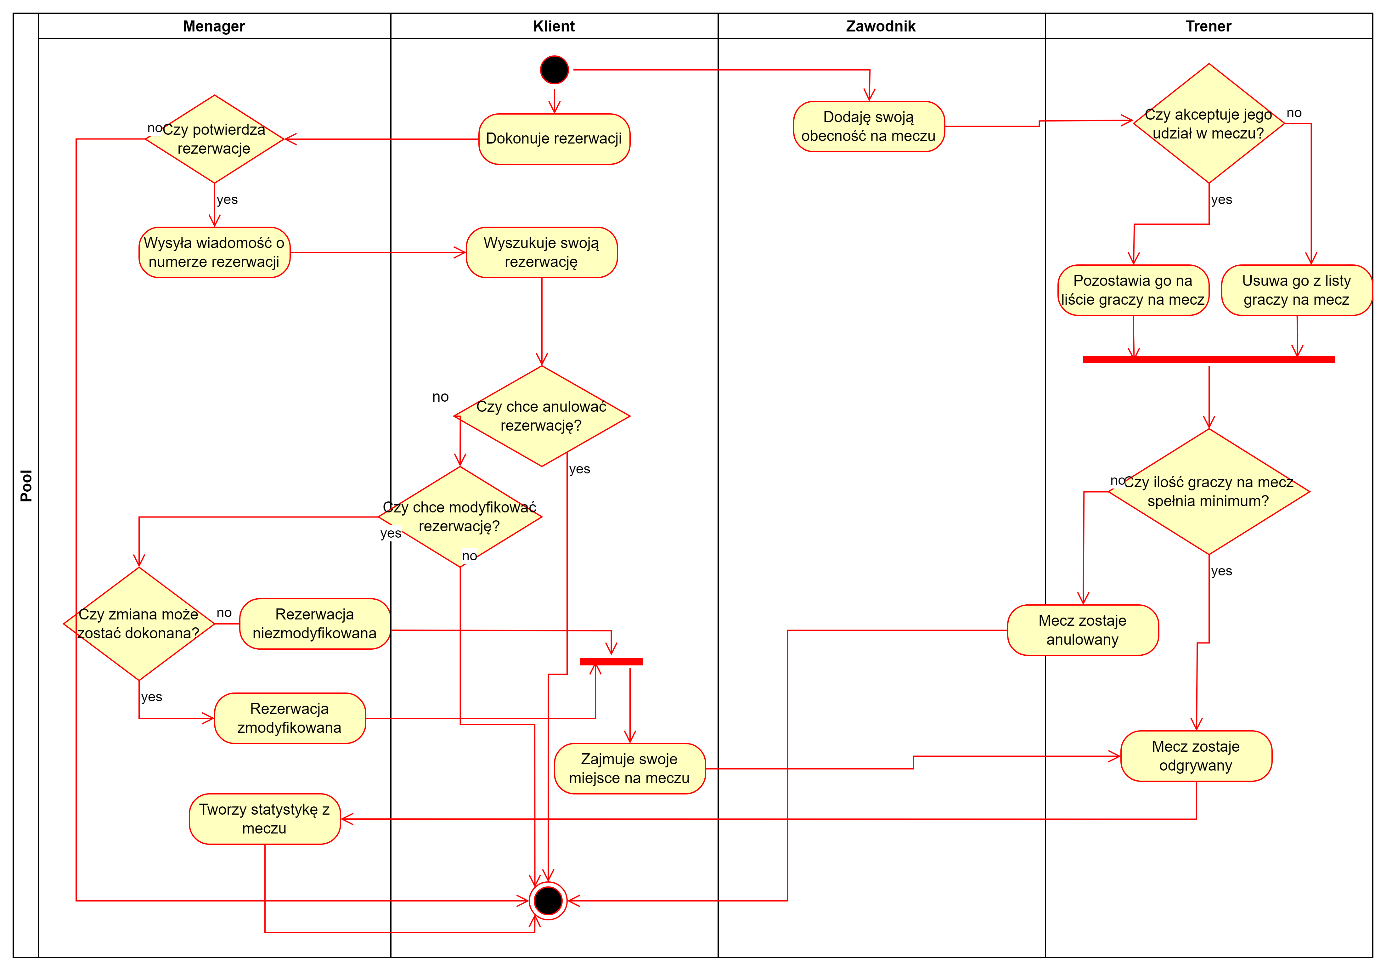 Menager
Klient
Zawodnik
Trener
Pool
Czy potwierdza
rezerwacje
no
yes
Dokonuje rezerwacji
Dodaję swoją
obecność na meczu
Czy akceptuje jego
udział w meczu?
no
yes
Wysyła wiadomość o
numerze rezerwacji
Wyszukuje swoją
rezerwację
Pozostawia go na
liście graczy na mecz
Usuwa go z listy
graczy na mecz
Czy chce anulować
rezerwację?
no
yes
Czy ilość graczy na mecz
spełnia minimum?
no
yes
Czy chce modyfikować
rezerwację?
yes
no
Czy zmiana może
zostać dokonana?
no
yes
Rezerwacja
niezmodyfikowana
Mecz zostaje
anulowany
Rezerwacja
zmodyfikowana
Zajmuje swoje
miejsce na meczu
Mecz zostaje
odgrywany
Tworzy statystykę z
meczu